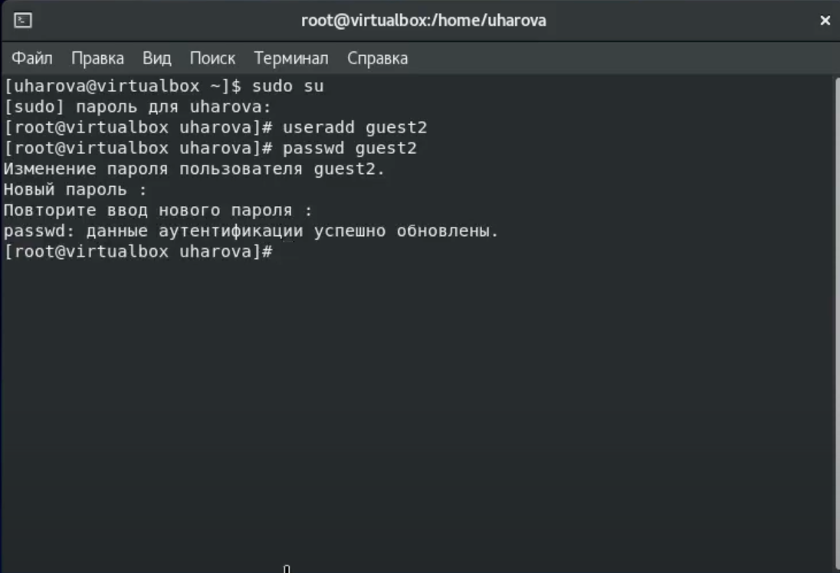 root@virtualbox:/home/uharova
Файл Правка Вид Поиск Терминал Справка
[uharova@virtualbox ~]$ sudo su
[sudo] пароль для uharova:
[root@virtualbox uharova]# useradd guest2
[root@virtualbox uharova]# passwd guest2
Изменение пароля пользователя guest2.
Новый пароль :
Повторите ввод нового пароля :
passwd: данные аутентификации успешно обновлены.
[root@virtualbox uharova]#